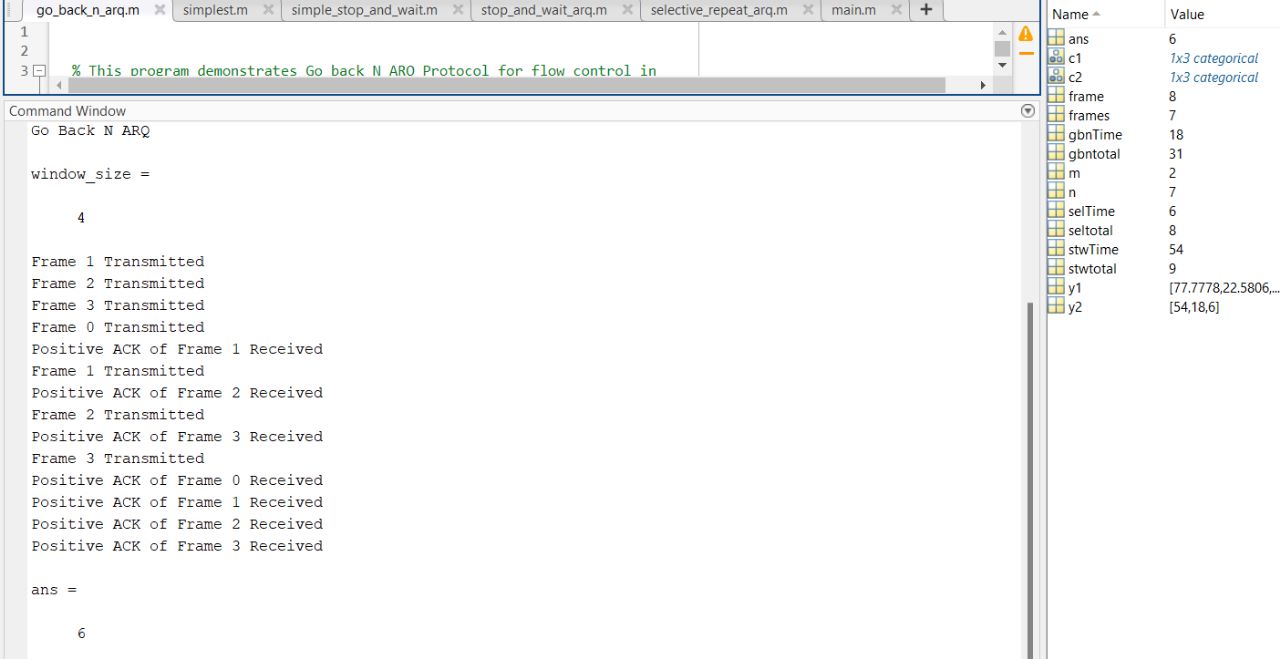 go_back_n_arq.m × simplest.m × simple_stop_and_wait.m × stop_and_wait_arq.m × selective_repeat_arq.m × main.m × +
1
2
3 % This program demonstrates Go back N ARQ Protocol for flow control in
Command Window
Go Back N ARQ
window_size =
4
Frame 1 Transmitted
Frame 2 Transmitted
Frame 3 Transmitted
Frame 0 Transmitted
Positive ACK of Frame 1 Received
Frame 1 Transmitted
Positive ACK of Frame 2 Received
Frame 2 Transmitted
Positive ACK of Frame 3 Received
Frame 3 Transmitted
Positive ACK of Frame 0 Received
Positive ACK of Frame 1 Received
Positive ACK of Frame 2 Received
Positive ACK of Frame 3 Received
ans =
6
Name Value
ans 6
c1 1x3 categorical
c2 1x3 categorical
frame 8
frames 7
gbnTime 18
gbntotal 31
m 2
n 7
selTime 6
seltotal 8
stwTime 54
stwtotal 9
y1 [77.7778,22.5806,...
y2 [54,18,6]